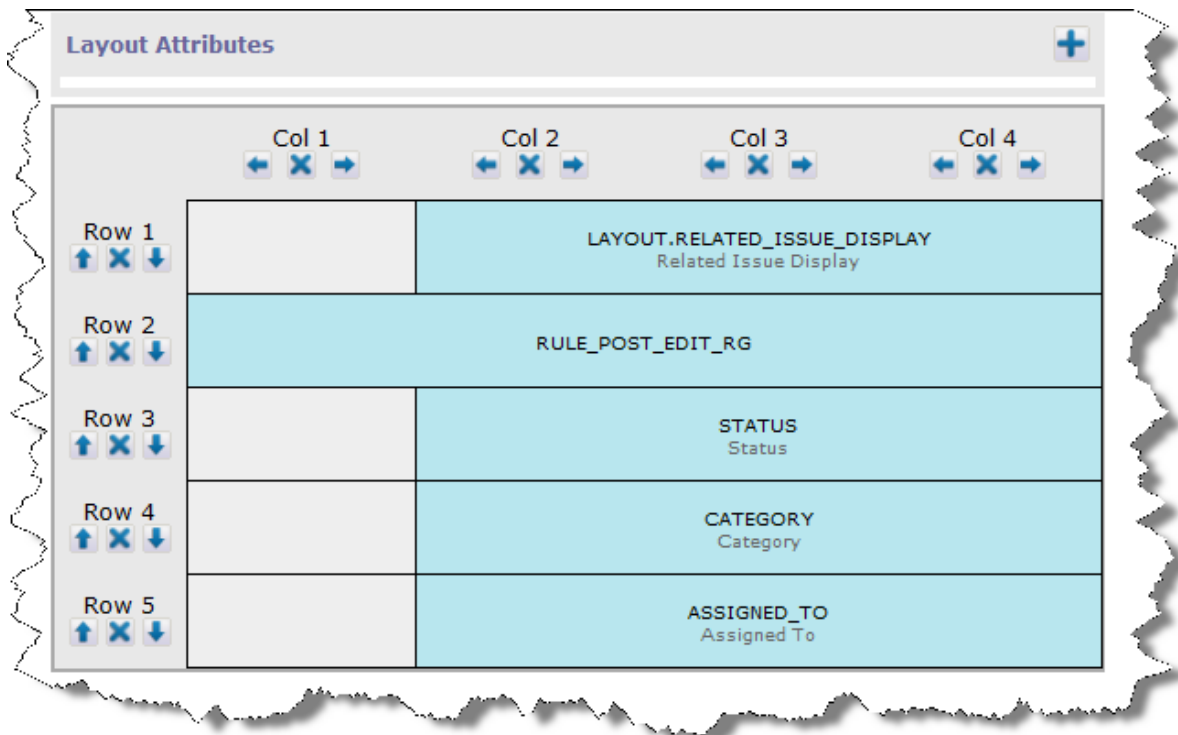 Layout Attributes
Col 1 Col 2 Col 3 Col 4
Row 1
LAYOUT.RELATED_ISSUE_DISPLAY
Related Issue Display
Row 2
RULE_POST_EDIT_RG
Row 3
STATUS
Status
Row 4
CATEGORY
Category
Row 5
ASSIGNED_TO
Assigned To